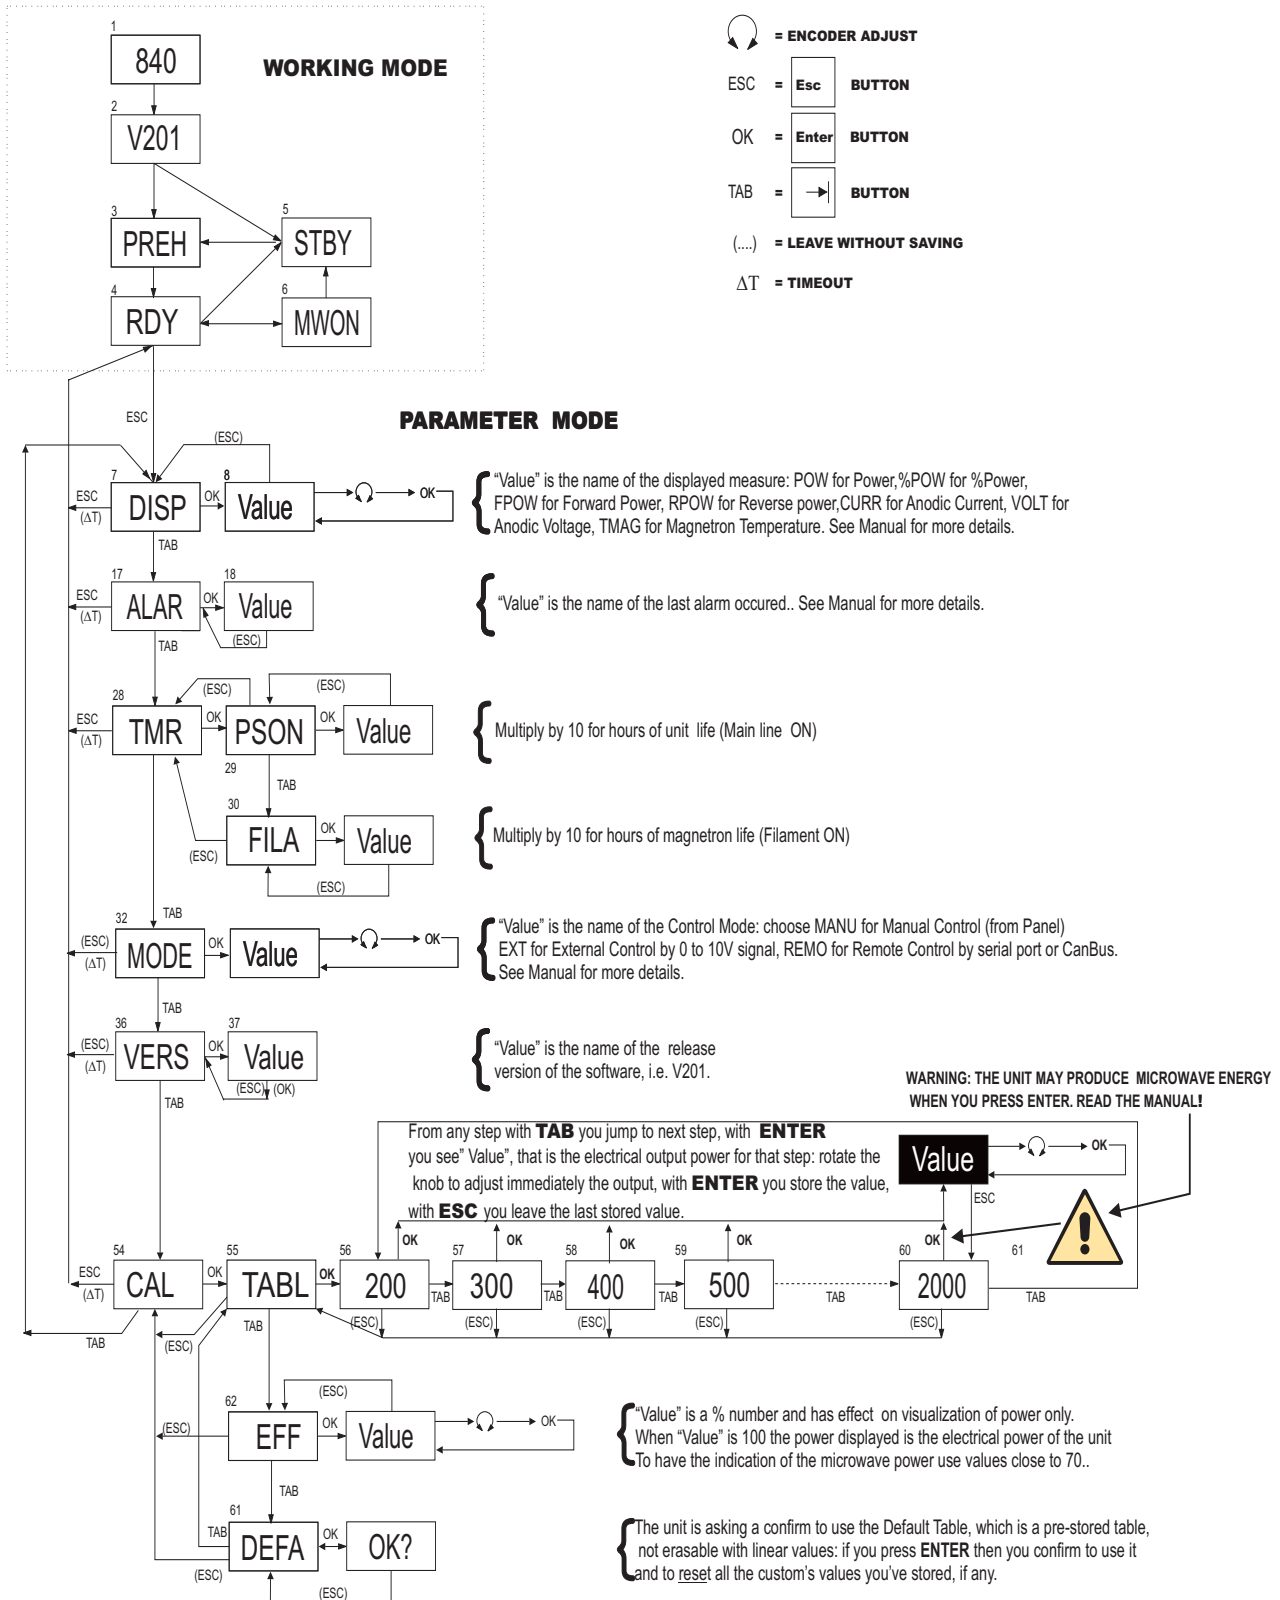 1
840
WORKING MODE
2
V201
3
PREH
5
STBY
4
RDY
6
MWON
= ENCODER ADJUST
ESC = Esc BUTTON
OK = Enter BUTTON
TAB = BUTTON
(....) = LEAVE WITHOUT SAVING
ΔT = TIMEOUT
ESC
PARAMETER MODE
(ESC)
7
DISP
8
Value
OK
OK
ESC
(ΔT)
TAB
“Value” is the name of the displayed measure: POW for Power,%POW for %Power,
FPOW for Forward Power, RPOW for Reverse power,CURR for Anodic Current, VOLT for
Anodic Voltage, TMAG for Magnetron Temperature. See Manual for more details.
17
ALAR
18
Value
OK
ESC
(ΔT)
(ESC)
TAB
“Value” is the name of the last alarm occured.. See Manual for more details.
28
TMR
(ESC)
(ESC)
ESC
(ΔT)
OK
PSON
OK
Value
29
TAB
Multiply by 10 for hours of unit life (Main line ON)
30
FILA
OK
Value
(ESC)
(ESC)
Multiply by 10 for hours of magnetron life (Filament ON)
TAB
32
MODE
(ESC)
(ΔT)
OK
Value
OK
TAB
“Value” is the name of the Control Mode: choose MANU for Manual Control (from Panel)
EXT for External Control by 0 to 10V signal, REMO for Remote Control by serial port or CanBus.
See Manual for more details.
36
VERS
37
Value
(ESC)
(ΔT)
OK
(ESC) (OK)
TAB
“Value” is the name of the release
version of the software, i.e. V201.
WARNING: THE UNIT MAY PRODUCE MICROWAVE ENERGY
WHEN YOU PRESS ENTER. READ THE MANUAL!
From any step with TAB you jump to next step, with ENTER
you see” Value”, that is the electrical output power for that step: rotate the
knob to adjust immediately the output, with ENTER you store the value,
with ESC you leave the last stored value.
Value
OK
ESC
OK
OK
OK
OK
OK
54
CAL
55
TABL
56
200
57
300
58
400
59
500
60
2000
61
ESC
(ΔT)
OK
OK
TAB
TAB
TAB
TAB
TAB
TAB
(ESC)
TAB
(ESC)
(ESC)
(ESC)
(ESC)
(ESC)
62
EFF
(ESC)
(ESC)
OK
Value
OK
TAB
“Value” is a % number and has effect on visualization of power only.
When “Value” is 100 the power displayed is the electrical power of the unit
To have the indication of the microwave power use values close to 70..
61
DEFA
TAB
OK
OK?
(ESC)
(ESC)
The unit is asking a confirm to use the Default Table, which is a pre-stored table,
not erasable with linear values: if you press ENTER then you confirm to use it
and to reset all the custom’s values you’ve stored, if any.